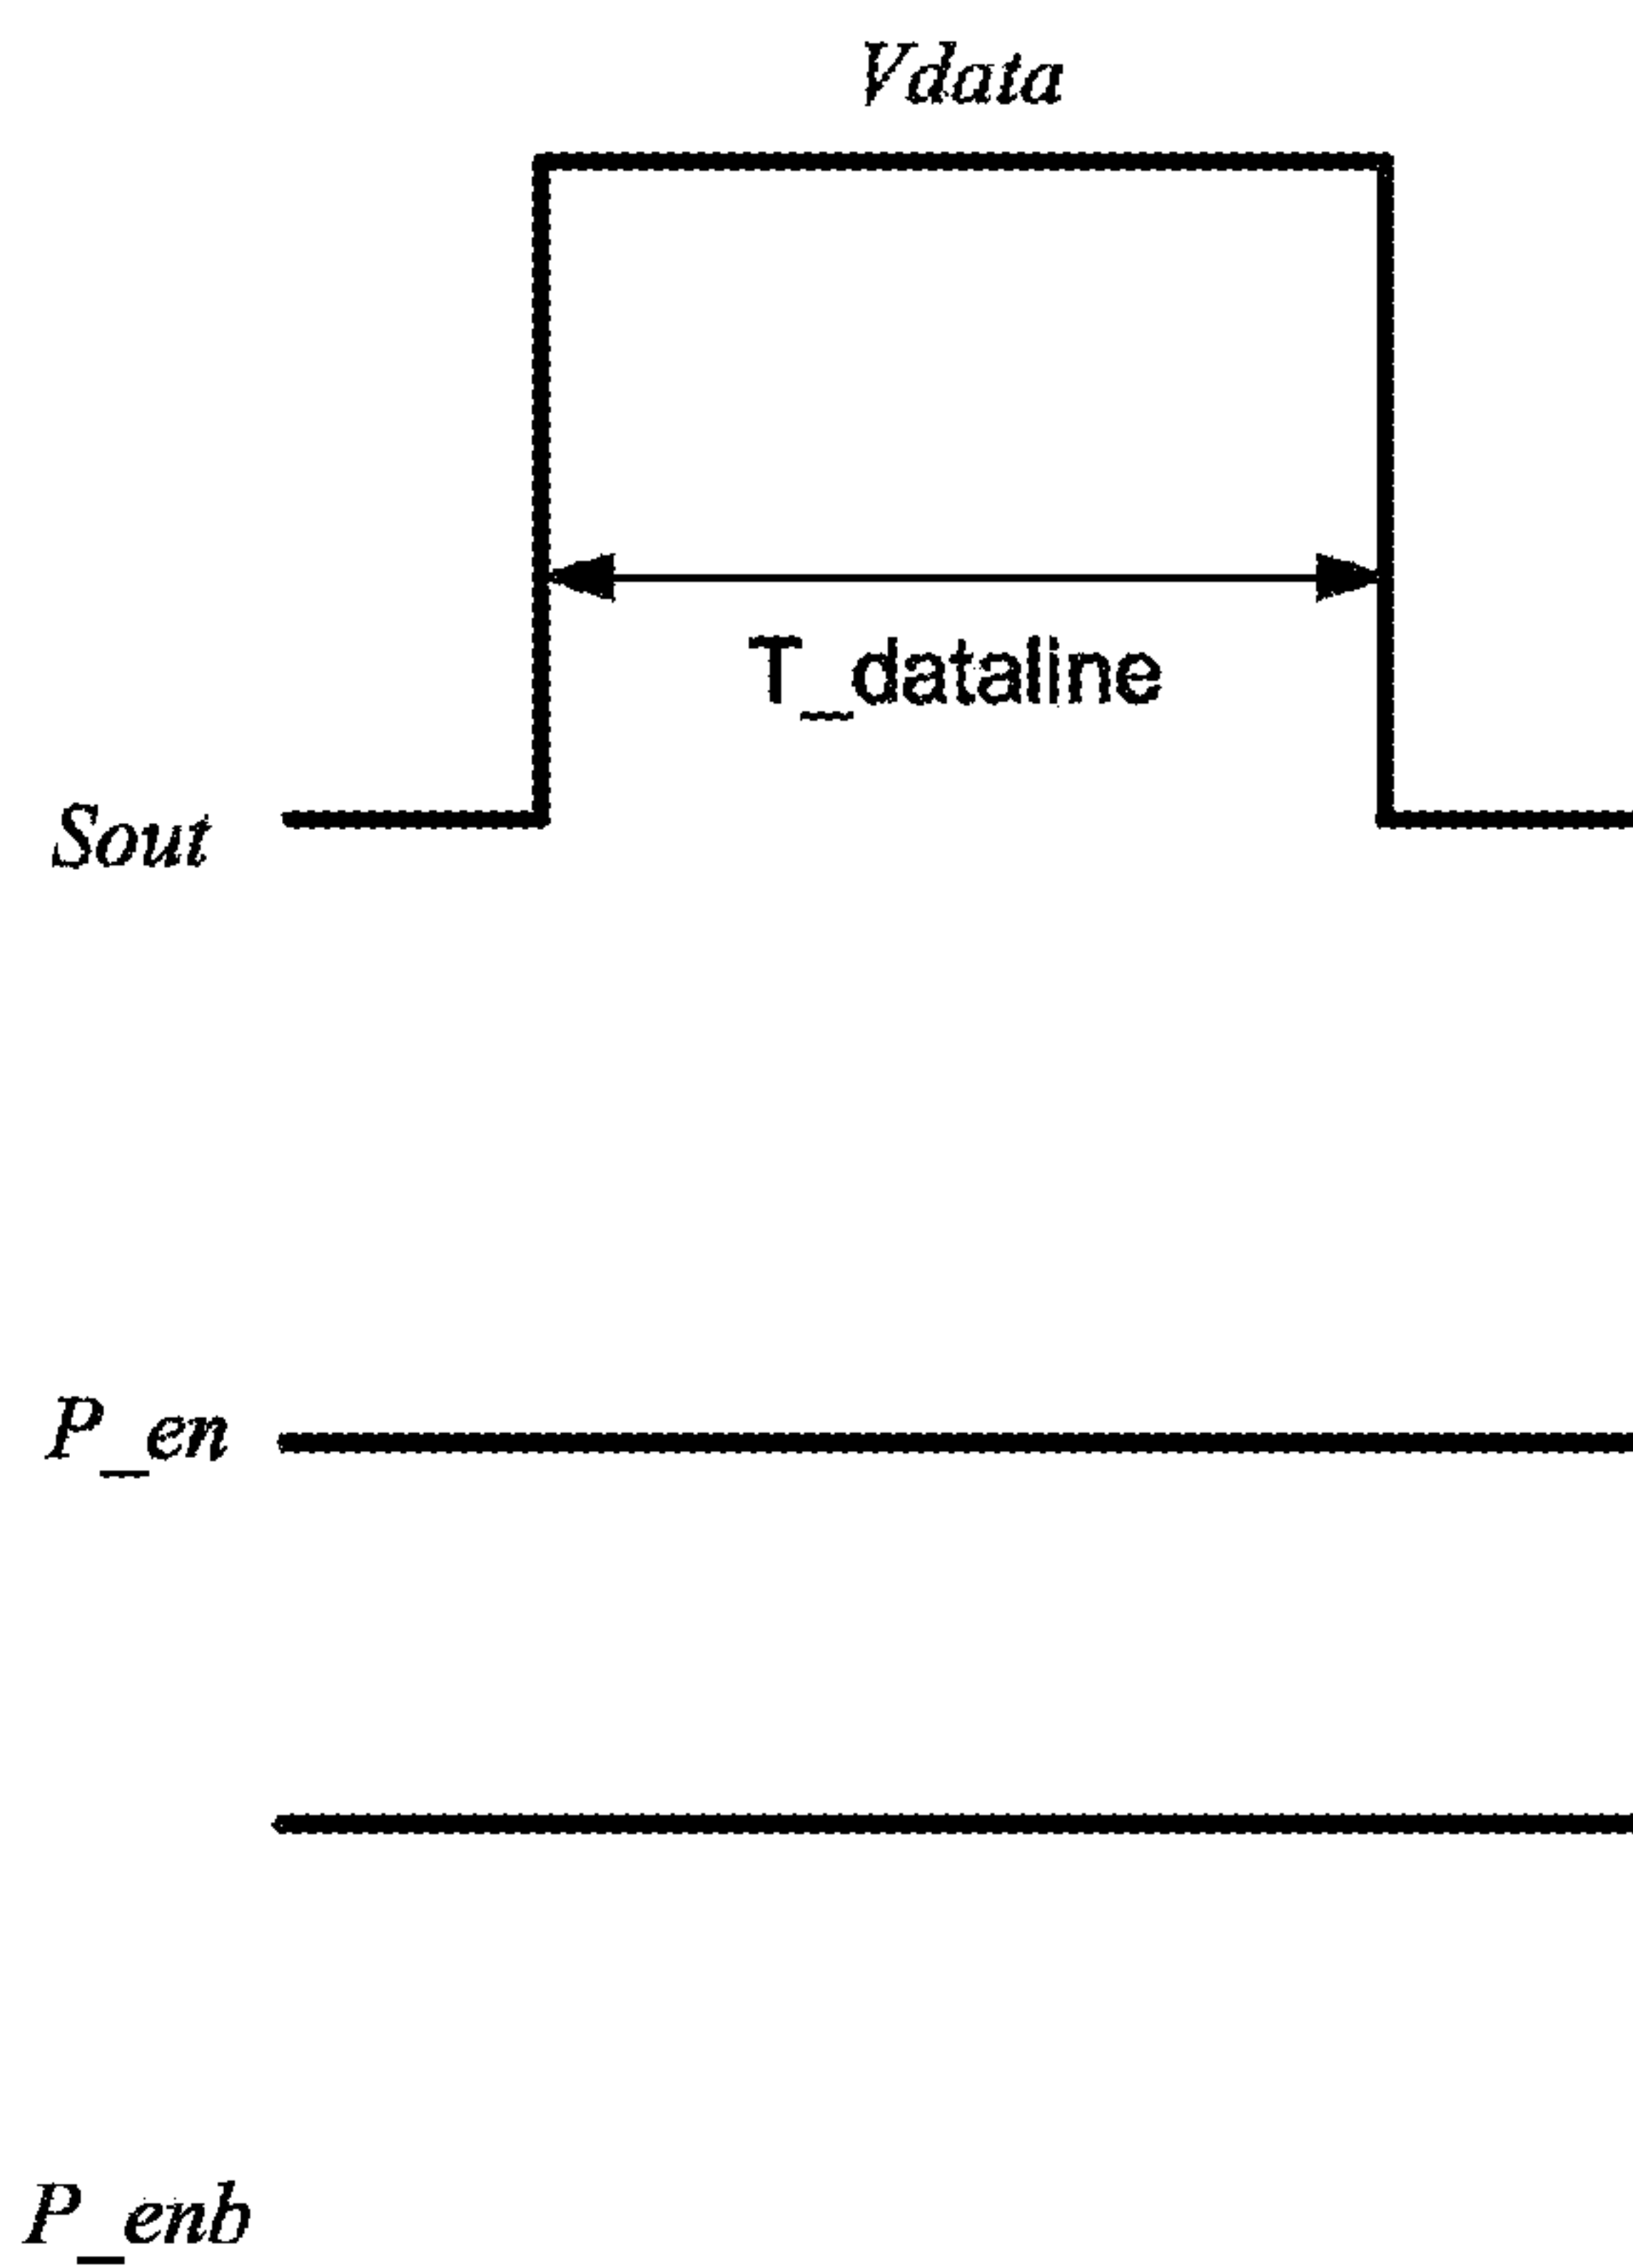 Vdata
T_dataline
Sout
P_en
P_enb